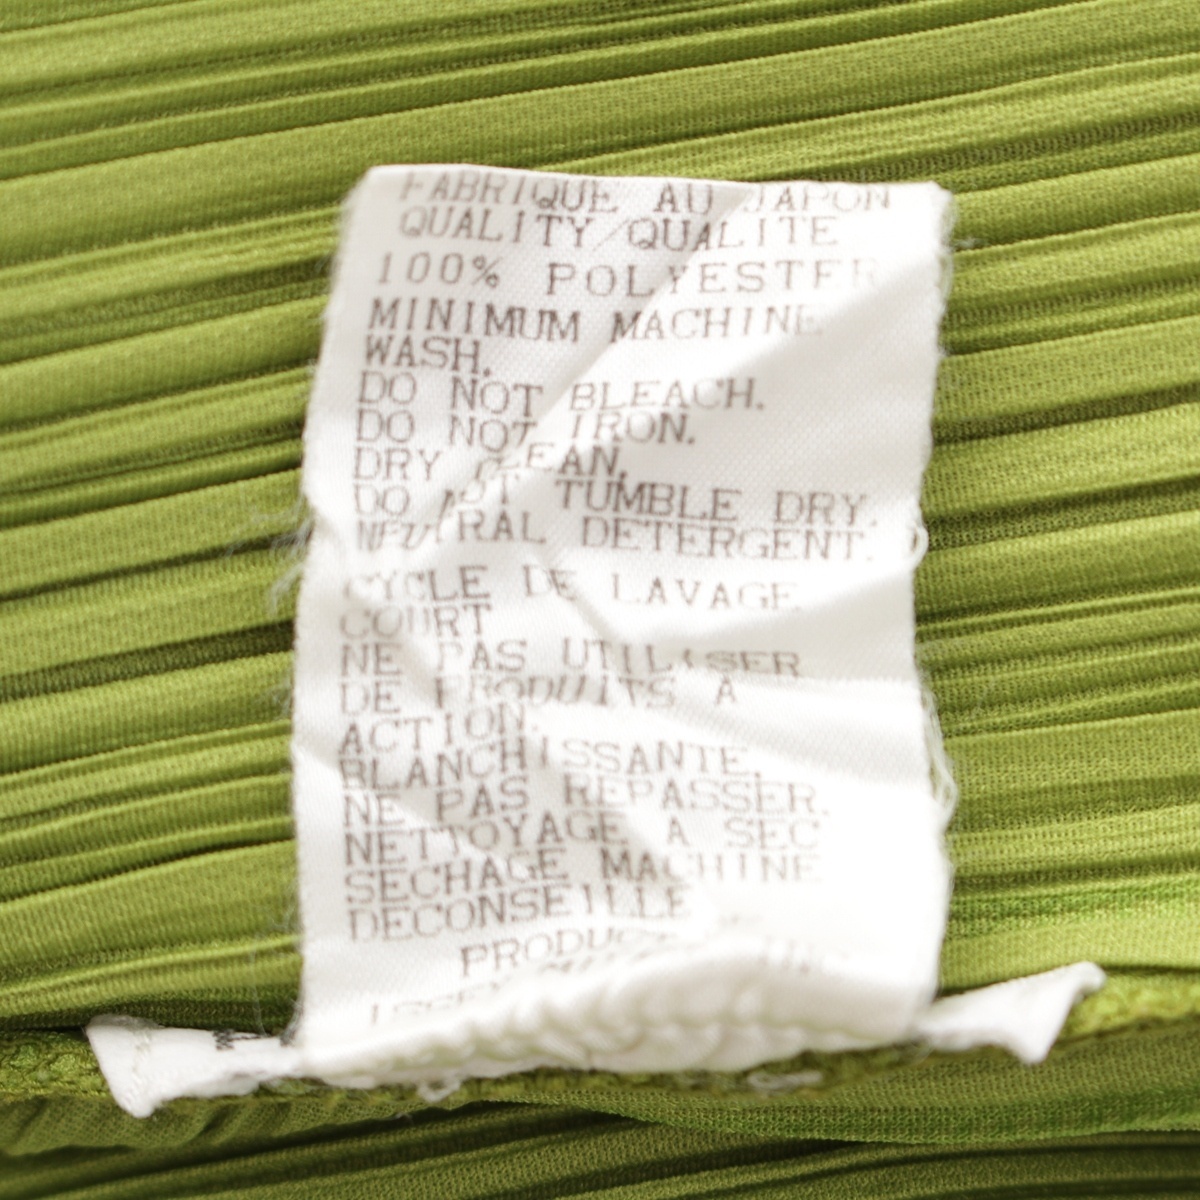 FABRIQUE AU JAPON
QUALITY/QUALITE
100% POLYESTER
MINIMUM MACHINE
WASH.
DO NOT BLEACH.
DO NOT IRON.
DRY CLEAN.
DO NOT TUMBLE DRY.
NEUTRAL DETERGENT.
CYCLE DE LAVAGE
COURT
NE PAS UTILISER
DE PRODUITS A
ACTION.
BLANCHISSANTE.
NE PAS REPASSER.
NETTOYAGE A SEC
SECHAGE MACHINE
DECONSEILLE
PRODUCT
ISSEY